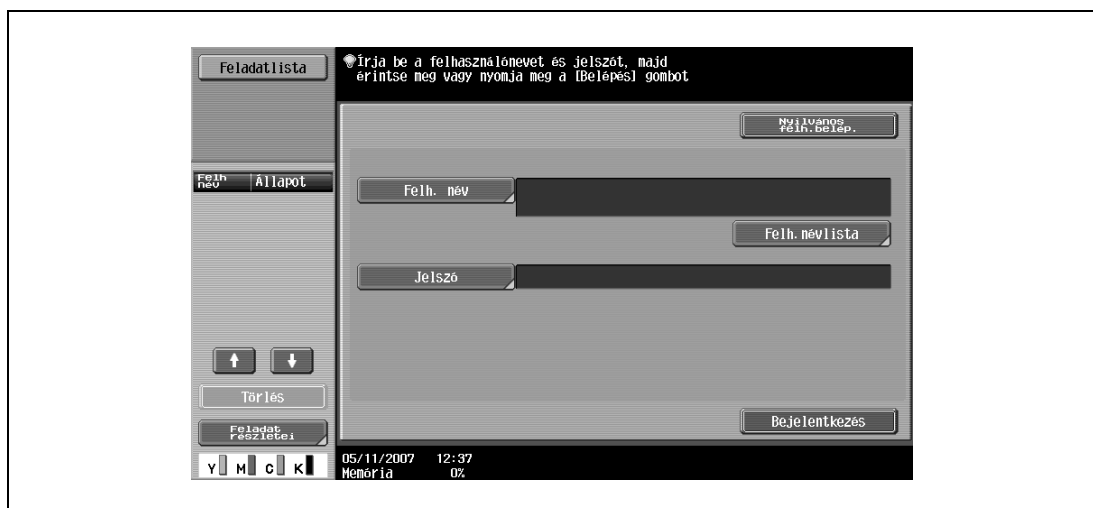 Feladatlista
Írja be a felhasználónevet és jelszót, majd
érintse meg vagy nyomja meg a [Belépés] gombot
Nyilvános
felh.belép.
Felh
név
Állapot
Felh. név
Felh.névlista
Jelszó
Törlés
Bejelentkezés
Feladat
részletei
Y M C K
05/11/2007 12:37
Memória 0%